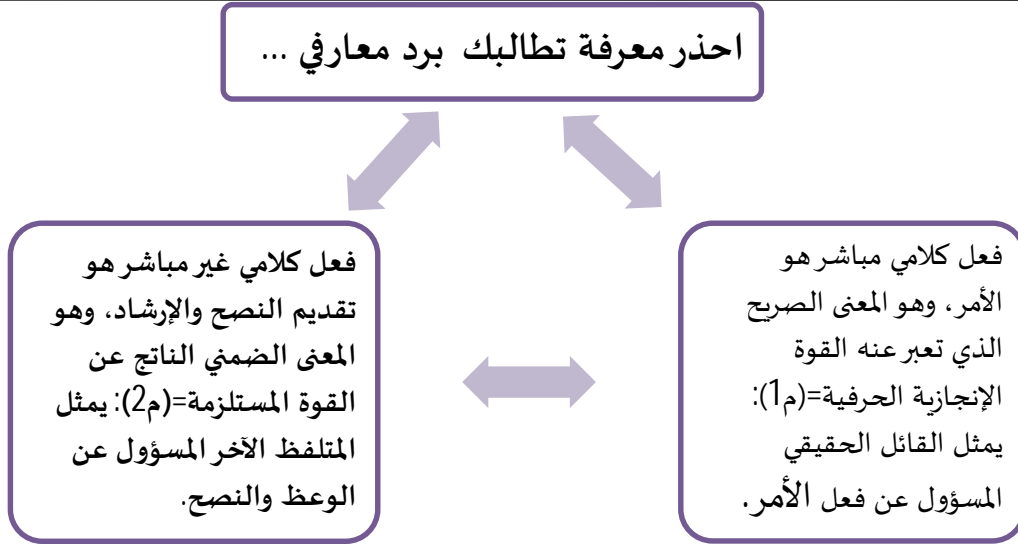 احذر معرفة تطالبك برد معارفي ...
فعل كلامي مباشر هو
الأمر، وهو المعنى الصريح
الذي تعبر عنه القوة
الإنجازية الحرفية=(م1):
يمثل القائل الحقيقي
المسؤول عن فعل الأمر.
فعل كلامي غير مباشر هو
تقديم النصح والإرشاد، وهو
المعنى الضمني الناتج عن
القوة المستلزمة=(م2): يمثل
المتلفظ الآخر المسؤول عن
الوعظ والنصح.